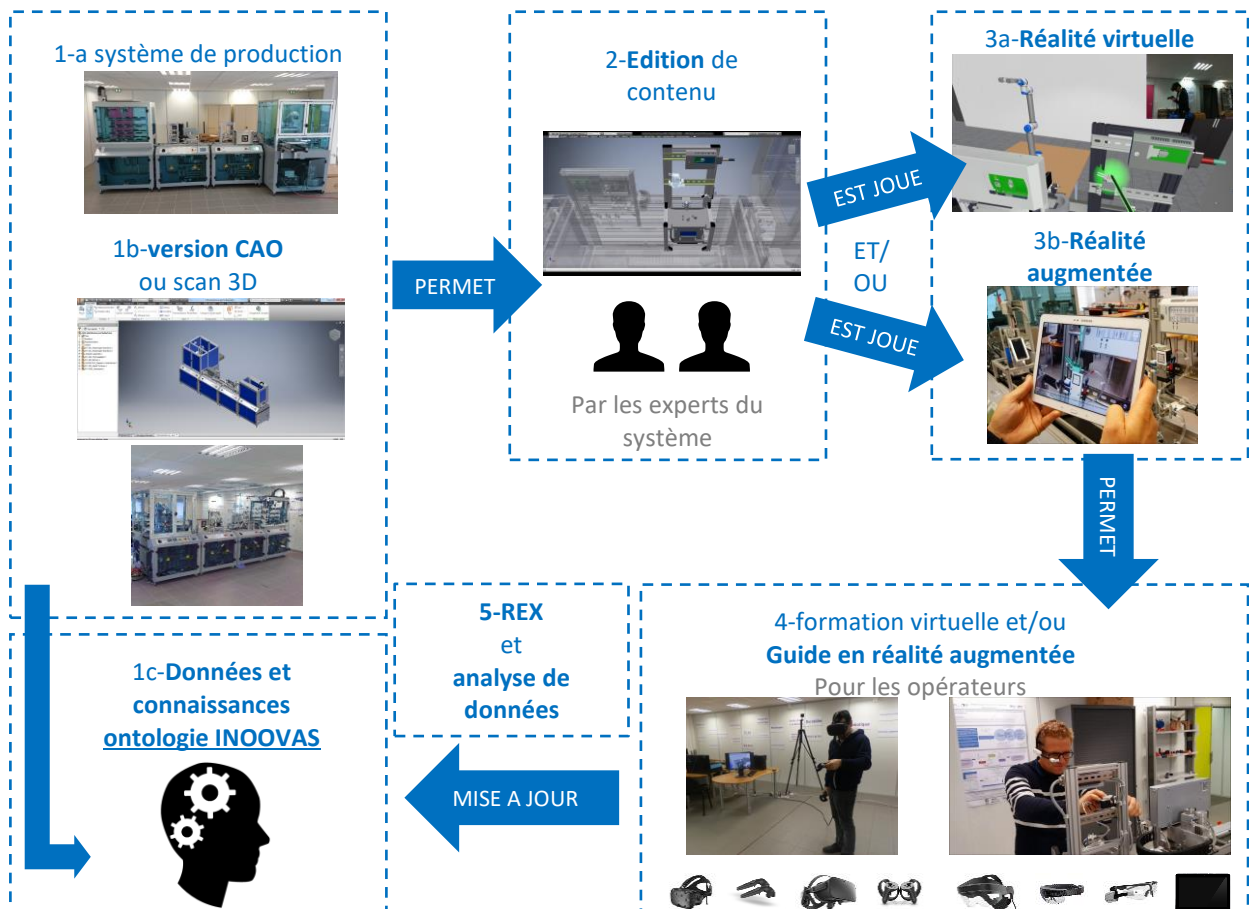 1-a système de production
1b-version CAO
ou scan 3D
PERMET
2-Edition de
contenu
Par les experts du
système
EST JOUE
ET/
OU
EST JOUE
3a-Réalité virtuelle
3b-Réalité
augmentée
PERMET
4-formation virtuelle et/ou
Guide en réalité augmentée
Pour les opérateurs
5-REX
et
analyse de
données
MISE A JOUR
1c-Données et
connaissances
ontologie INOOVAS